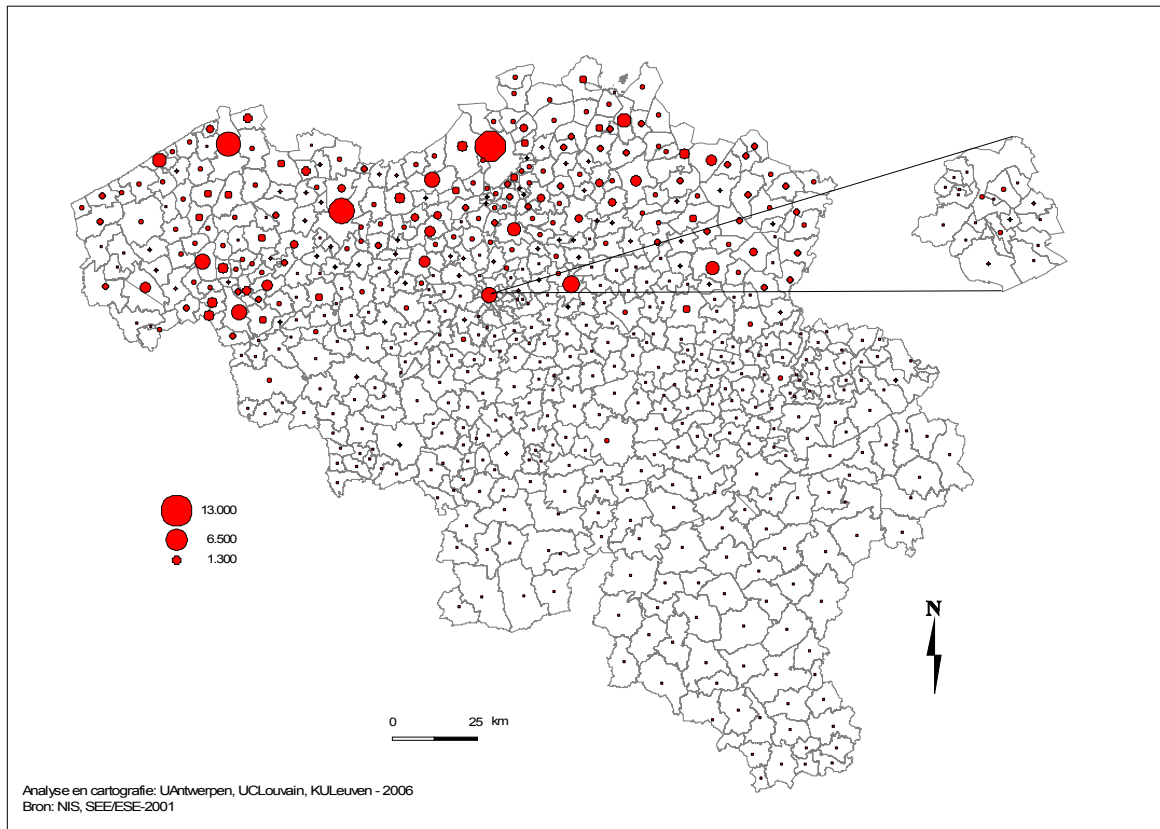 13.000
6.500
1.300
N
0 25 km
Analyse en cartografie: UAntwerpen, UCLouvain, KULeuven - 2006
Bron: NIS, SEE/ESE-2001